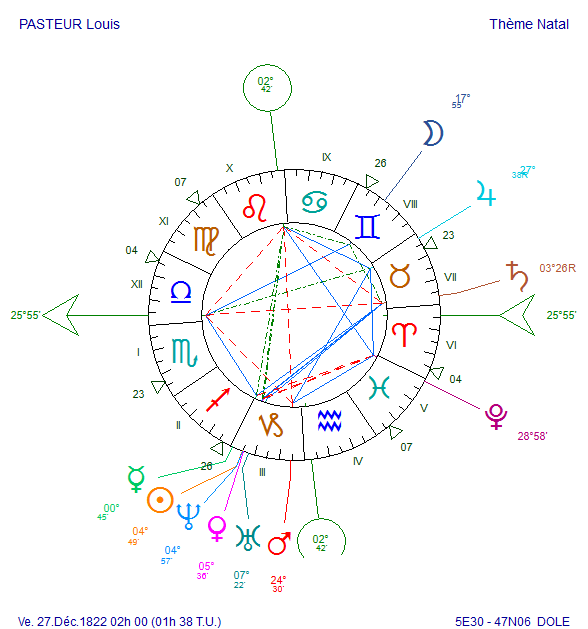 PASTEUR Louis
Thème Natal
02°
42'
17°
55'
IX
26
X
07
27°
38R
VIII
XI
23
04
03°26R
VII
XII
25°55'
25°55'
I
VI
23
04
V
II
28°58'
07
26
III
IV
00°
45'
04°
49'
04°
57'
05°
36'
07°
22'
24°
30'
02°
42'
Ve. 27.Déc.1822 02h 00 (01h 38 T.U.)
5E30 - 47N06 DOLE